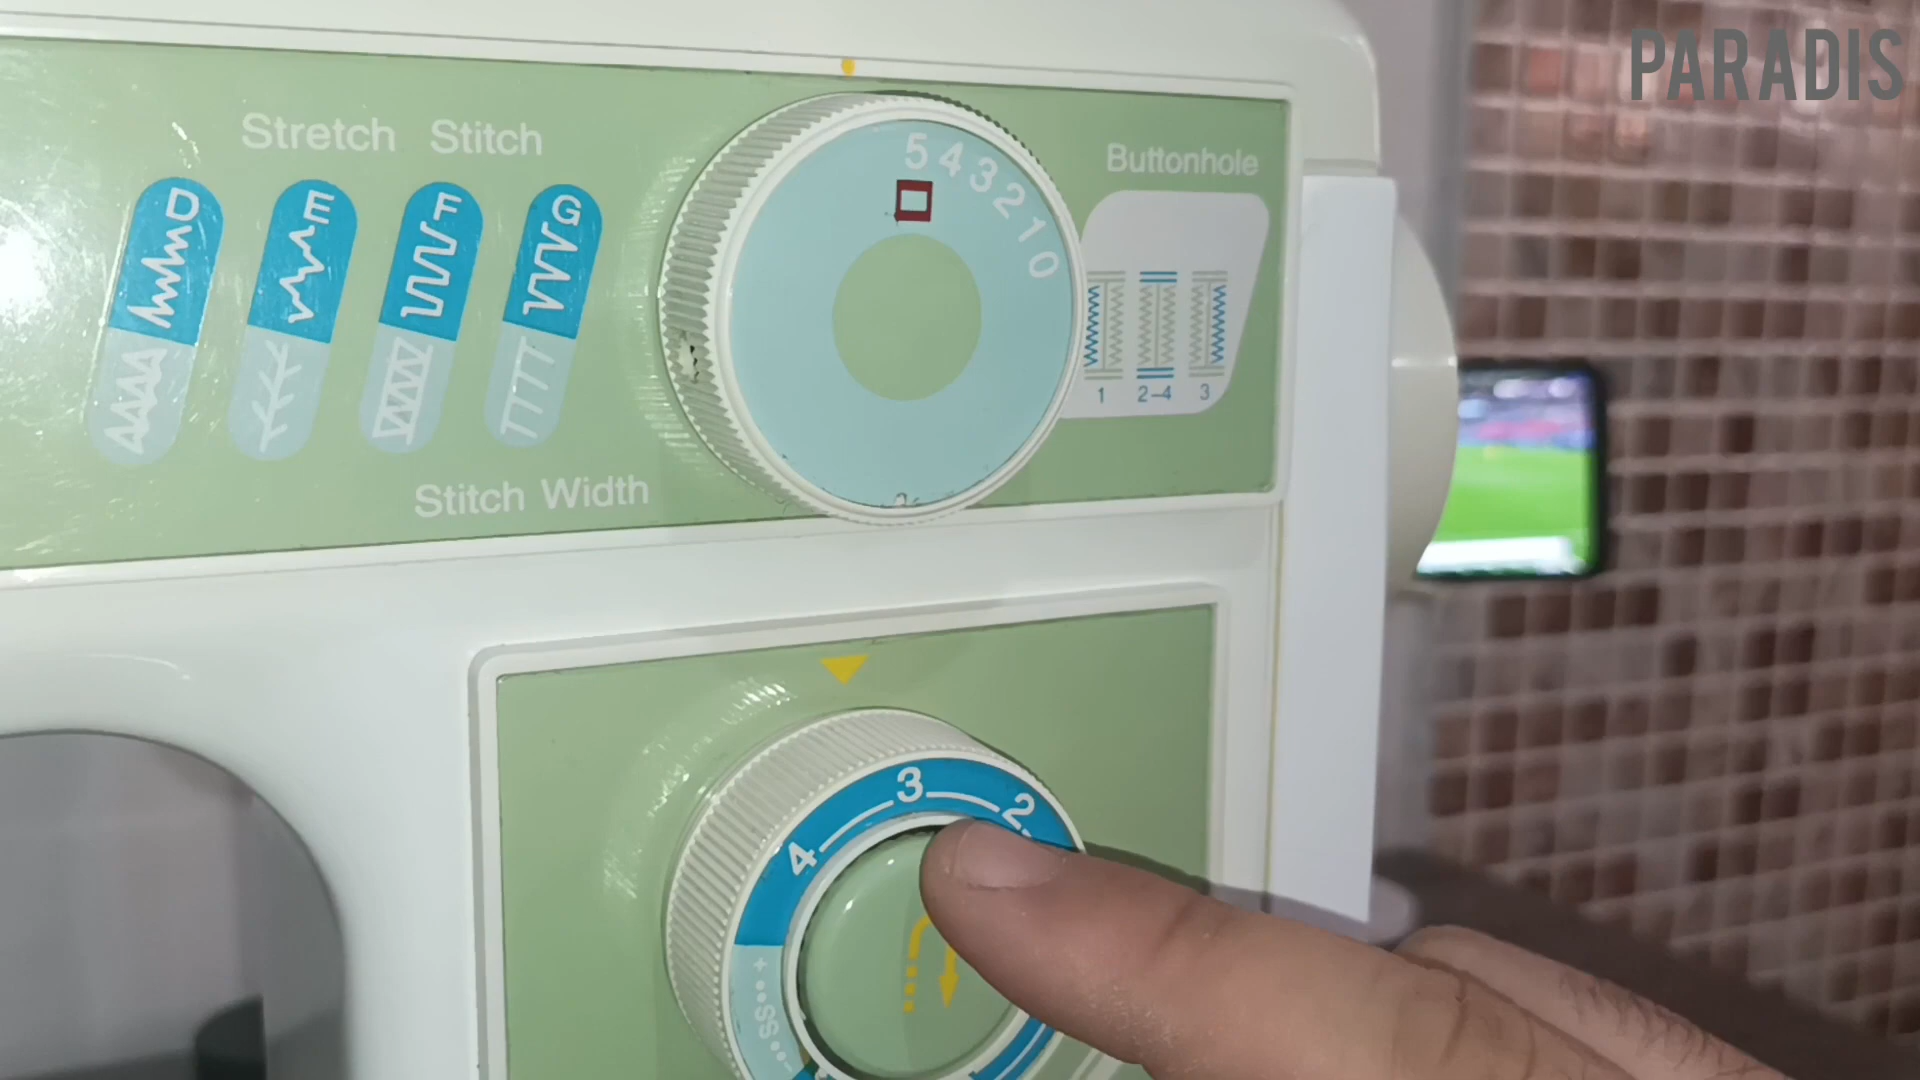 PARADIS
Stretch Stitch
D
E
F
G
5 4 3 2 1 0
Buttonhole
1 2-4 3
Stitch Width
4 3 2
SS